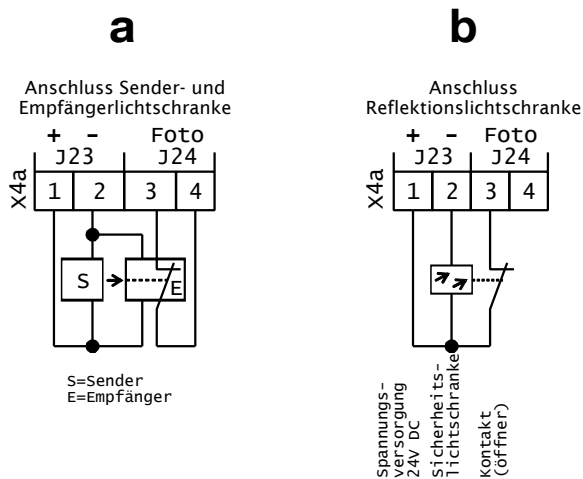 a
Anschluss Sender- und
Empfängerlichtschranke
+ – Foto
J23 J24
X4a
1 2 3 4
S
E
S=Sender
E=Empfänger
b
Anschluss
Reflektionslichtschranke
+ – Foto
J23 J24
X4a
1 2 3 4
Spannungs-
versorgung
24V DC
Sicherheits-
lichtschranke
Kontakt
(öffner)